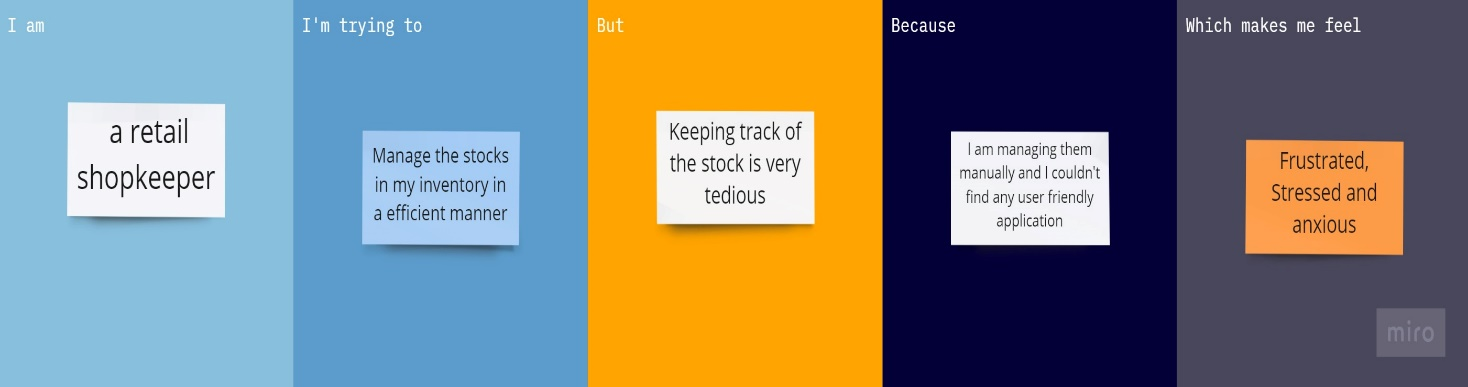 I am
a retail
shopkeeper
I'm trying to
Manage the stocks
in my inventory in
a efficient manner
But
Keeping track of
the stock is very
tedious
Because
I am managing them
manually and I couldn't
find any user friendly
application
Which makes me feel
Frustrated,
Stressed and
anxious
miro